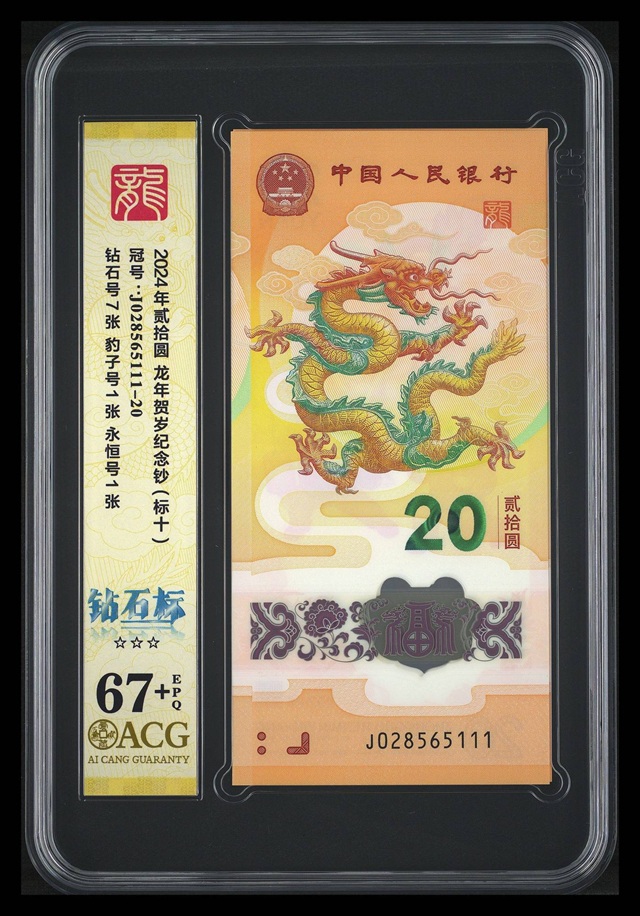 龍
2024年贰拾圆 龙年贺岁纪念钞(标十)
冠号:J028565111-20
钻石号7张 豹子号1张 永恒号1张
钻石标
☆☆☆
67+
EPQ
ACG
AI CANG GUARANTY
中国人民银行
龍
20
贰拾圆
福
J028565111